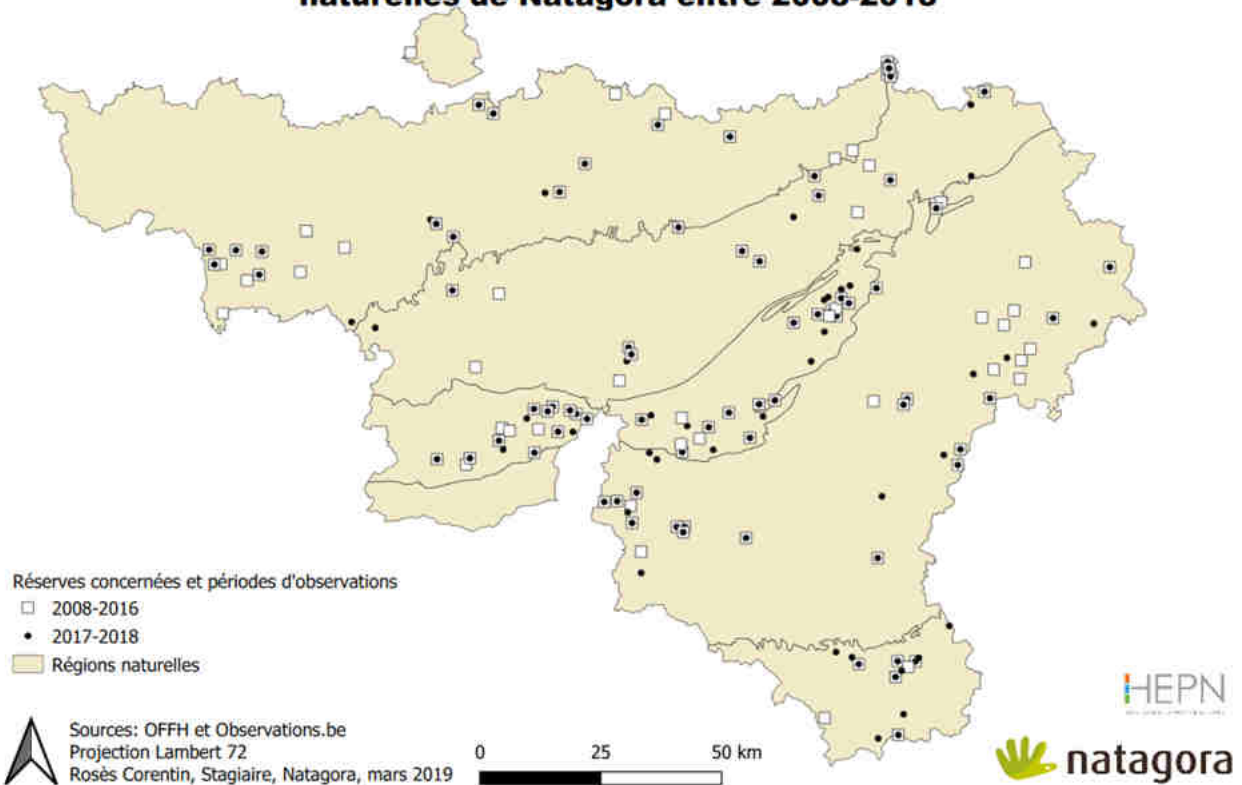 naturelles de Natagora entre 2008-2018
Réserves concernées et périodes d'observations
2008-2016
2017-2018
Régions naturelles
Sources: OFFH et Observations.be
Projection Lambert 72
Rosès Corentin, Stagiaire, Natagora, mars 2019
0 25 50 km
HEPN
natagora